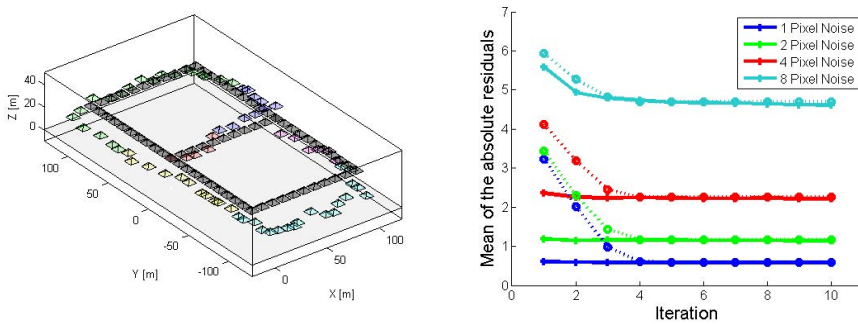 40
20
0
Z [m]
100
50
0
-50
-100
Y [m]
0
50
100
X [m]
7
6
5
4
3
2
1
0
Mean of the absolute residuals
0
2
4
6
8
10
Iteration
1 Pixel Noise
2 Pixel Noise
4 Pixel Noise
8 Pixel Noise